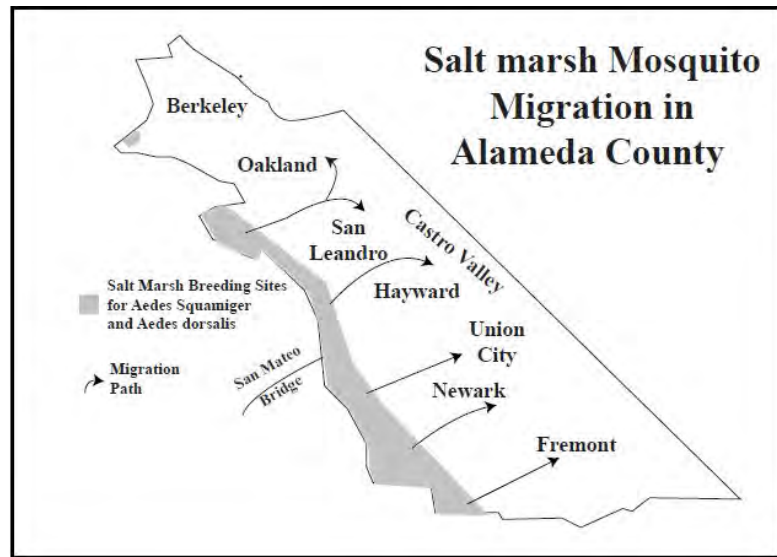 Salt marsh Mosquito
Migration in
Alameda County
Berkeley
Oakland
San
Leandro
Castro Valley
Hayward
Salt Marsh Breeding Sites
for Aedes Squamiger
and Aedes dorsalis
Union
City
San Mateo
Bridge
Migration
Path
Newark
Fremont